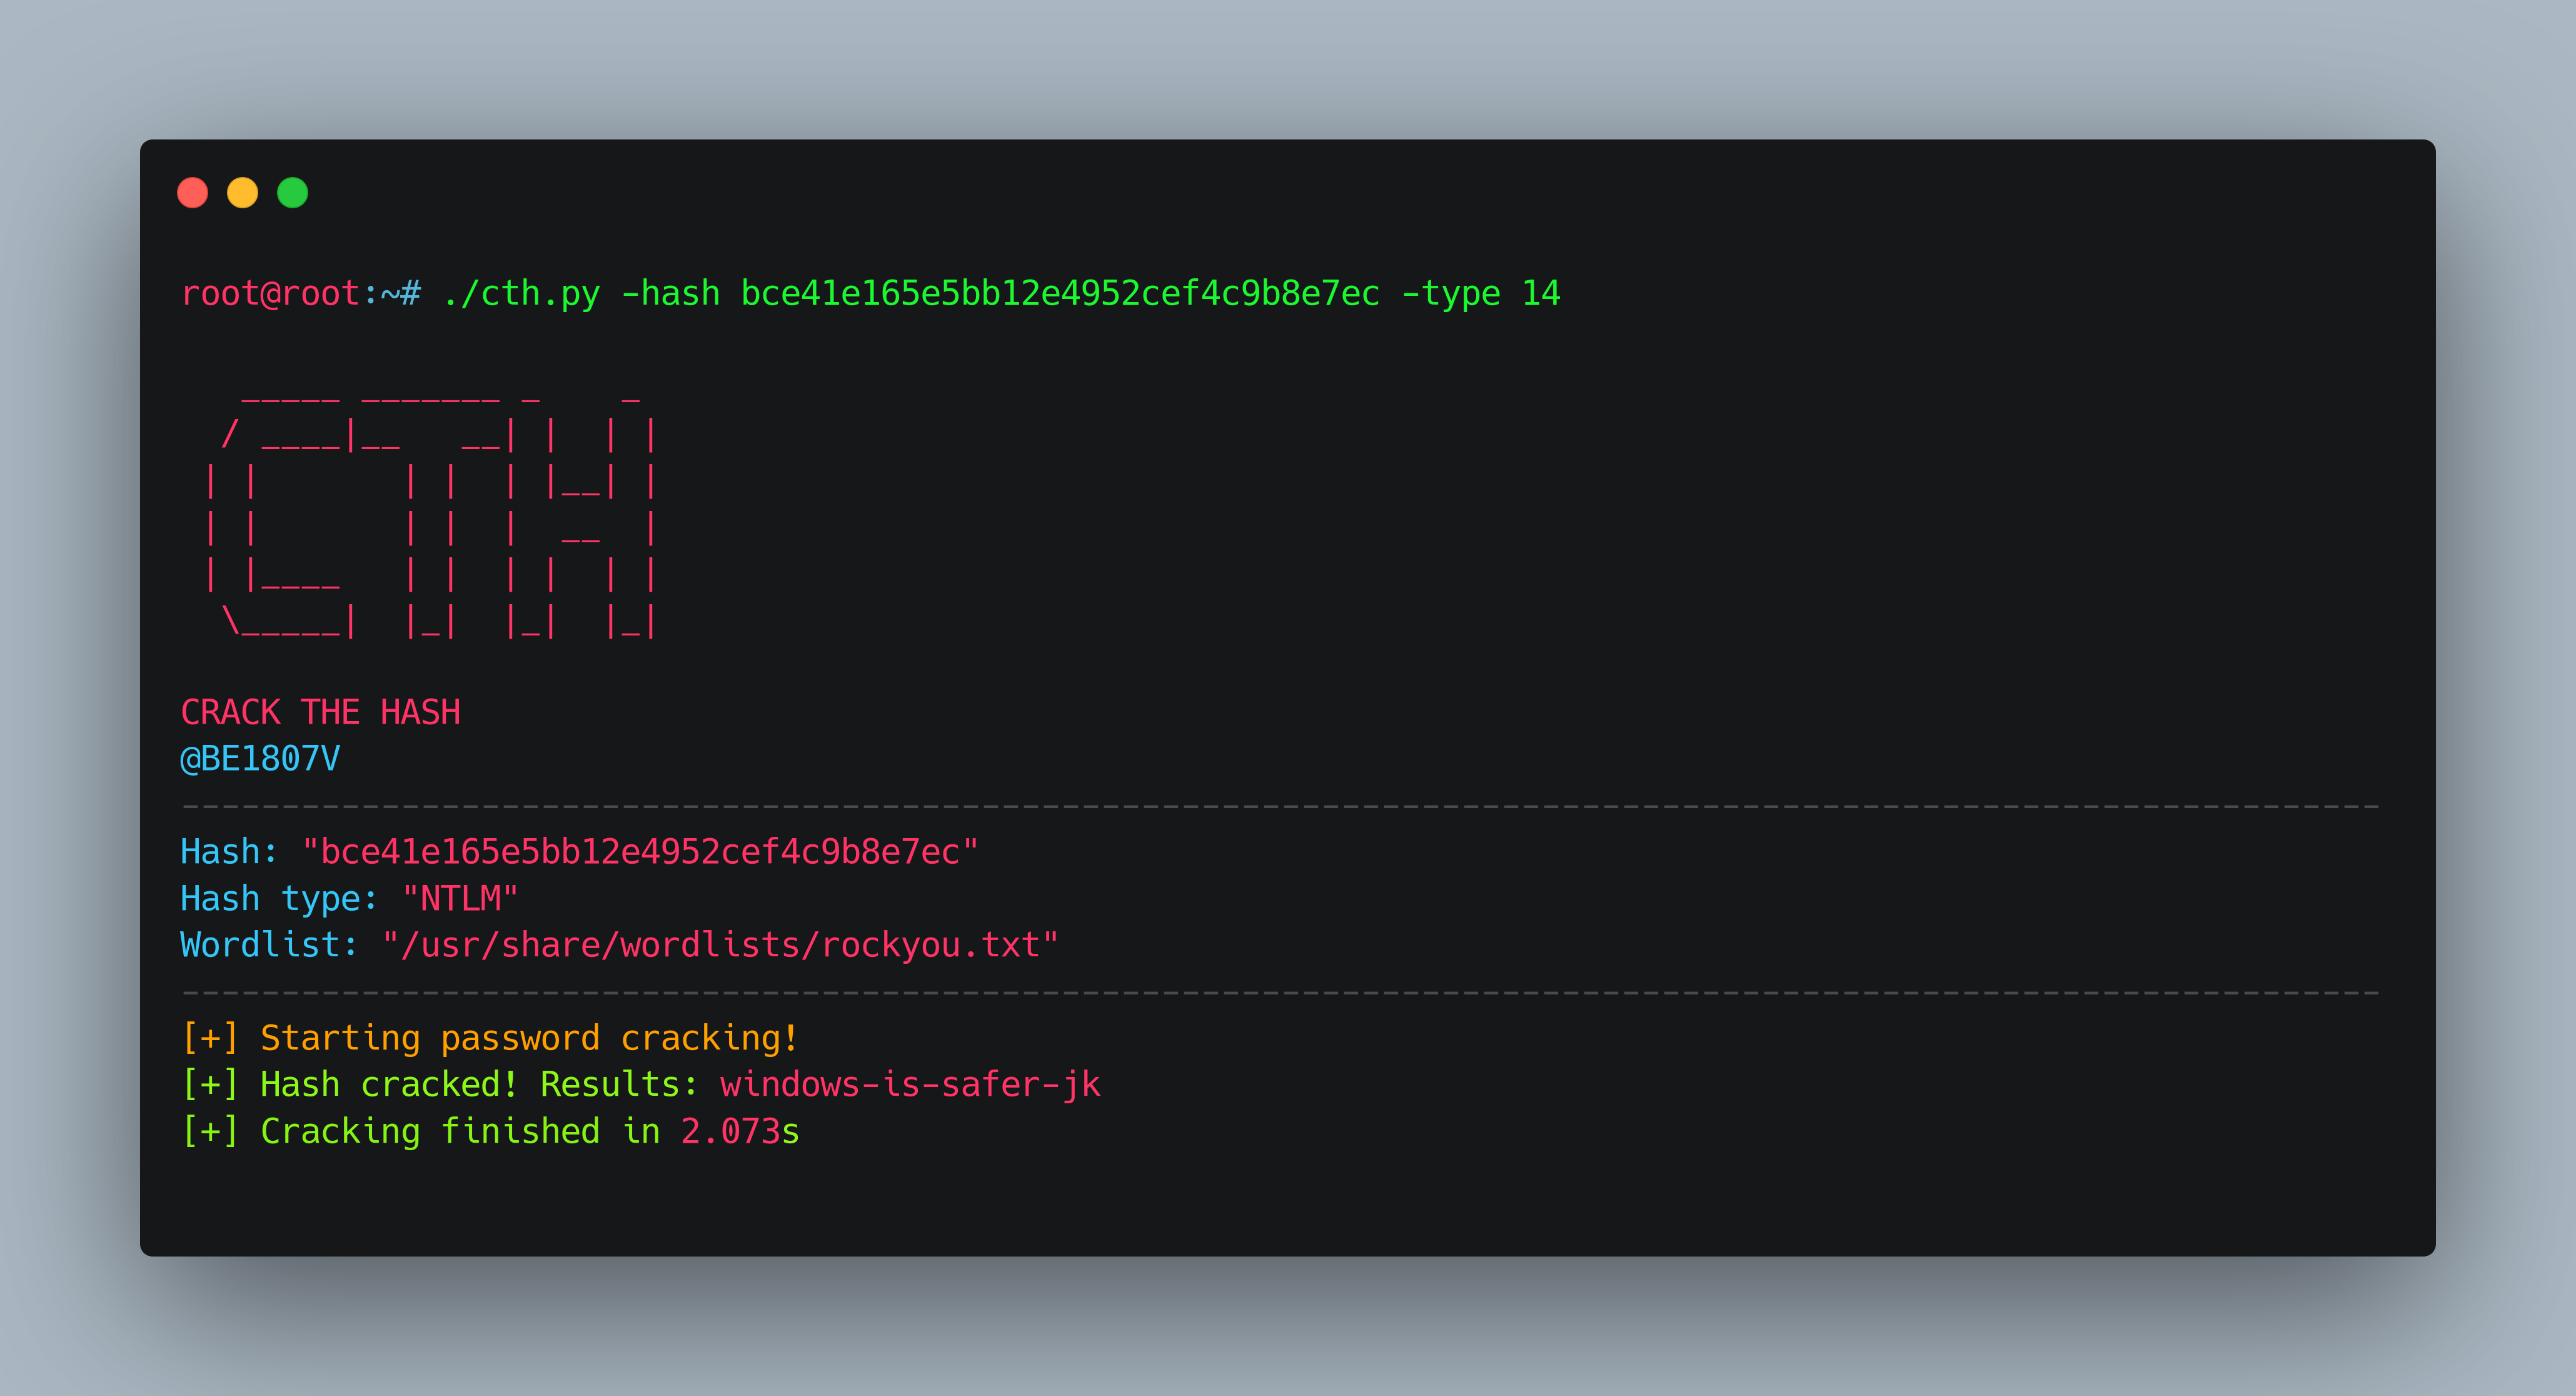 root@root:~# ./cth.py -hash bce41e165e5bb12e4952cef4c9b8e7ec -type 14
   _____ _______ _    _
  / ____|__   __| |  | |
 | |       | |  | |__| |
 | |       | |  |  __  |
 | |____   | |  | |  | |
  \_____|  |_|  |_|  |_|
CRACK THE HASH
@BE1807V
--------------------------------------------------------------------------------------------------------------
Hash: "bce41e165e5bb12e4952cef4c9b8e7ec"
Hash type: "NTLM"
Wordlist: "/usr/share/wordlists/rockyou.txt"
--------------------------------------------------------------------------------------------------------------
[+] Starting password cracking!
[+] Hash cracked! Results: windows-is-safer-jk
[+] Cracking finished in 2.073s